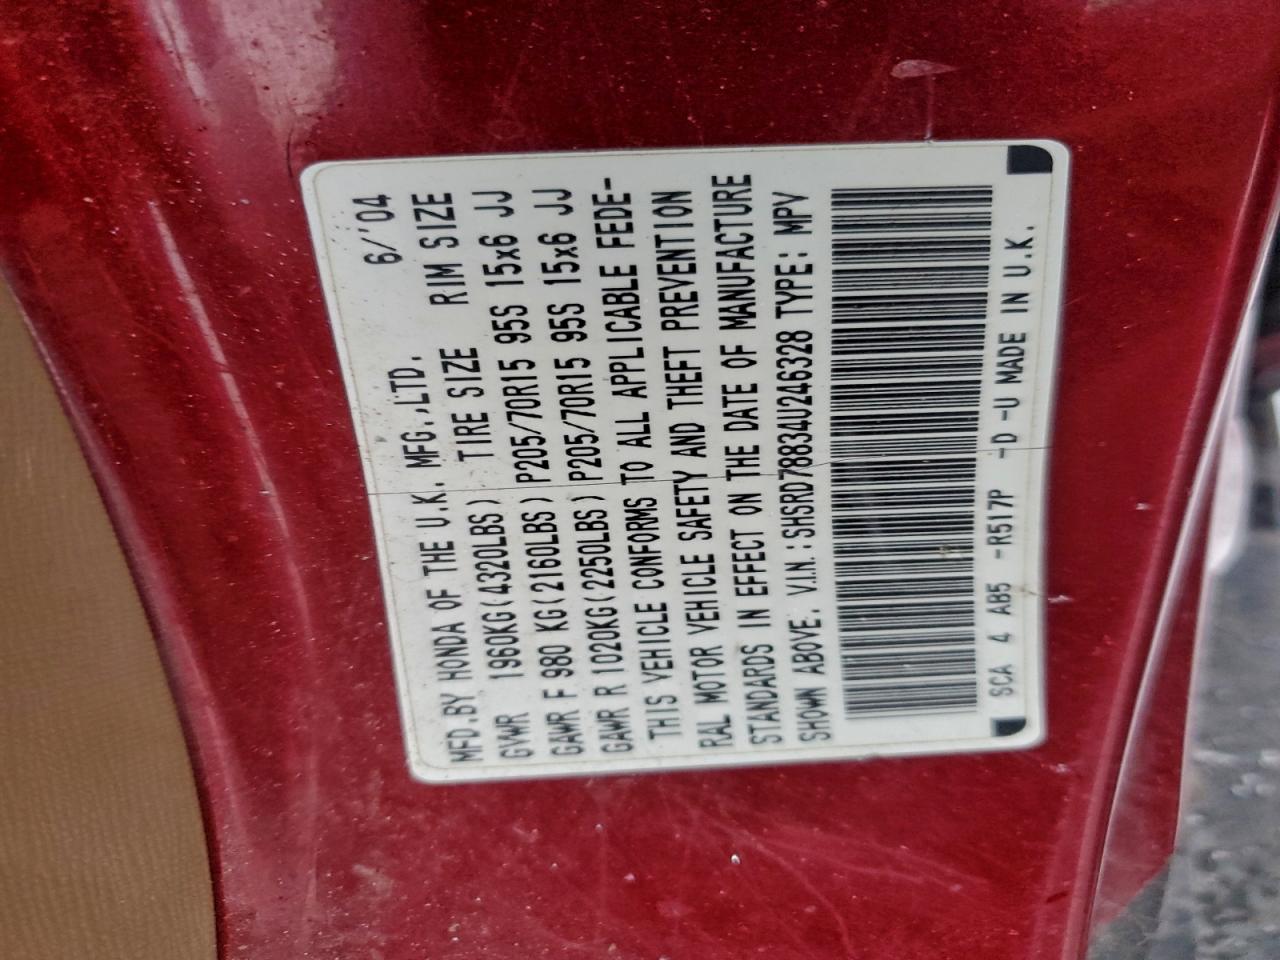 MFD.BY HONDA OF THE U.K. MFG.,LTD. 6/'04
GVWR 1960KG(4320LBS) TIRE SIZE RIM SIZE
GAWR F 980 KG(2160LBS) P205/70R15 95S 15x6 JJ
GAWR R 1020KG(2250LBS) P205/70R15 95S 15x6 JJ
THIS VEHICLE CONFORMS TO ALL APPLICABLE FEDE-
RAL MOTOR VEHICLE SAFETY AND THEFT PREVENTION
STANDARDS IN EFFECT ON THE DATE OF MANUFACTURE
SHOWN ABOVE. V.I.N.:SHSRD78834U246328 TYPE: MPV
SCA 4 AB5 -R517P -D -U MADE IN U.K.